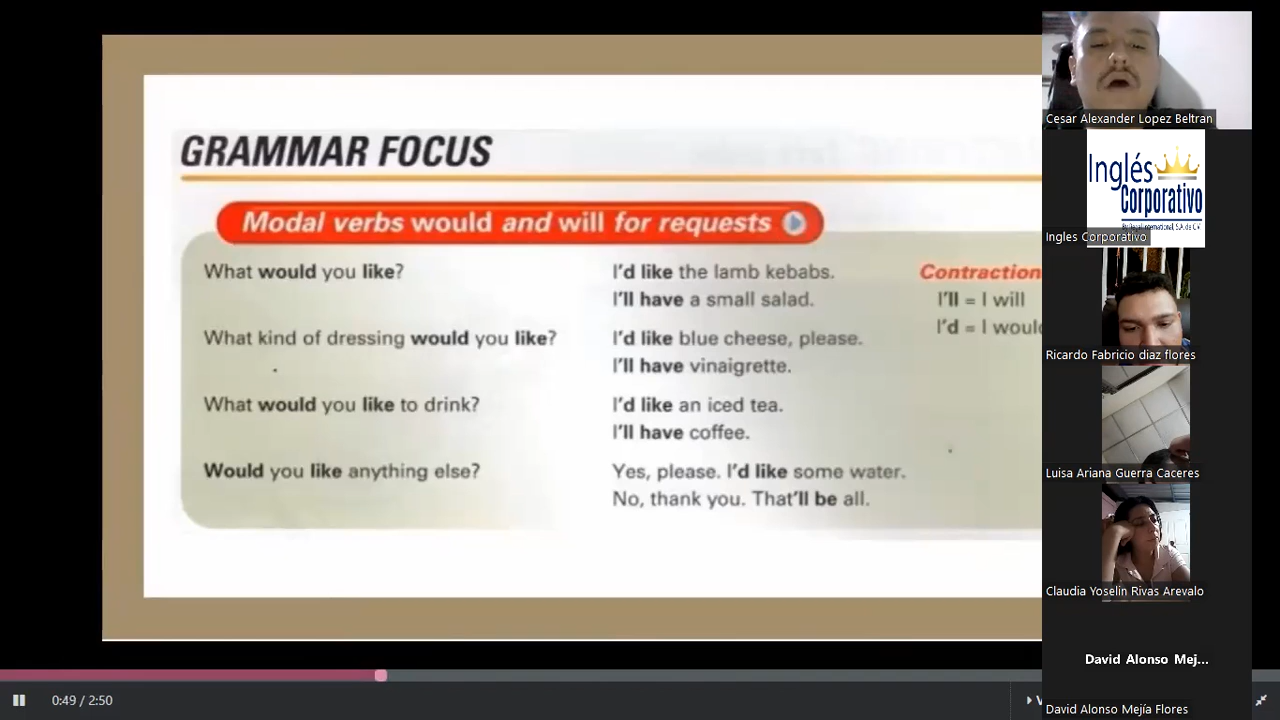 GRAMMAR FOCUS
Modal verbs would and will for requests
What would you like?
I'd like the lamb kebabs.
I'll have a small salad.
What kind of dressing would you like?
I'd like blue cheese, please.
I'll have vinaigrette.
What would you like to drink?
I'd like an iced tea.
I'll have coffee.
Would you like anything else?
Yes, please. I'd like some water.
No, thank you. That'll be all.
Contraction
I'll = I will
I'd = I would
0:49 / 2:50
Cesar Alexander Lopez Beltran
Inglés
Corporativo
Ingles Corporativo
Ricardo Fabricio diaz flores
Luisa Ariana Guerra Caceres
Claudia Yoselin Rivas Arevalo
David Alonso Mej...
David Alonso Mejía Flores